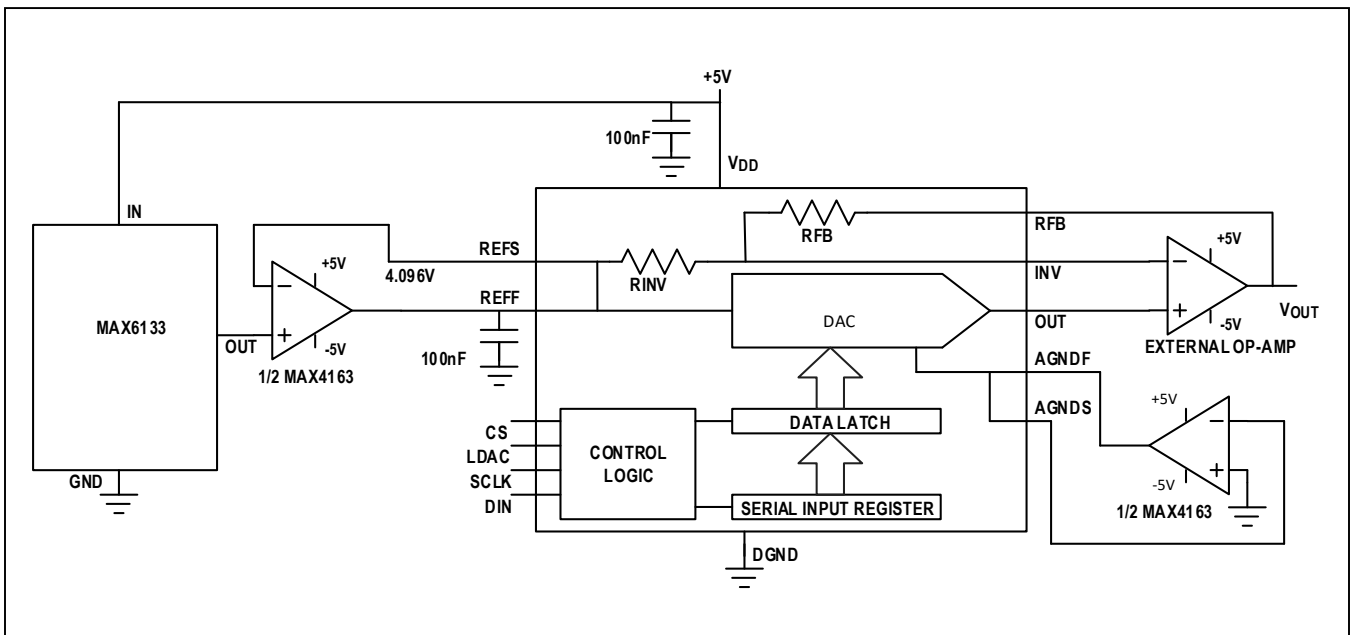 +5V
100nF
VDD
IN
MAX6133
OUT
GND
+5V
-
+
-5V
1/2 MAX4163
REFS
4.096V
REFF
100nF
RFB
RINV
DAC
RFB
INV
OUT
+5V
-
+
-5V
VOUT
EXTERNAL OP-AMP
AGNDF
AGNDS
+5V
-
+
-5V
1/2 MAX4163
CS
LDAC
SCLK
DIN
CONTROL
LOGIC
DATA LATCH
SERIAL INPUT REGISTER
DGND